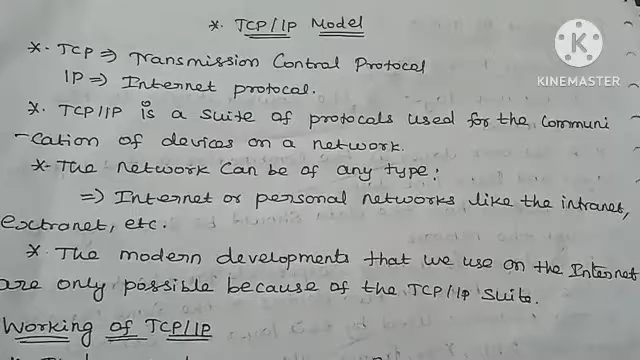 *. TCP/IP Model
*. TCP => Transmission Control Protocal
IP => Internet protocal.
*. TCP/IP is a suite of protocals used for the communi
-cation of devices on a network.
* The network can be of any type:
=> Internet or personal networks like the intranet,
extranet, etc.
* The modern developments that we use on the Internet
are only possible because of the TCP/IP suite.
Working of TCP/IP
KINEMASTER